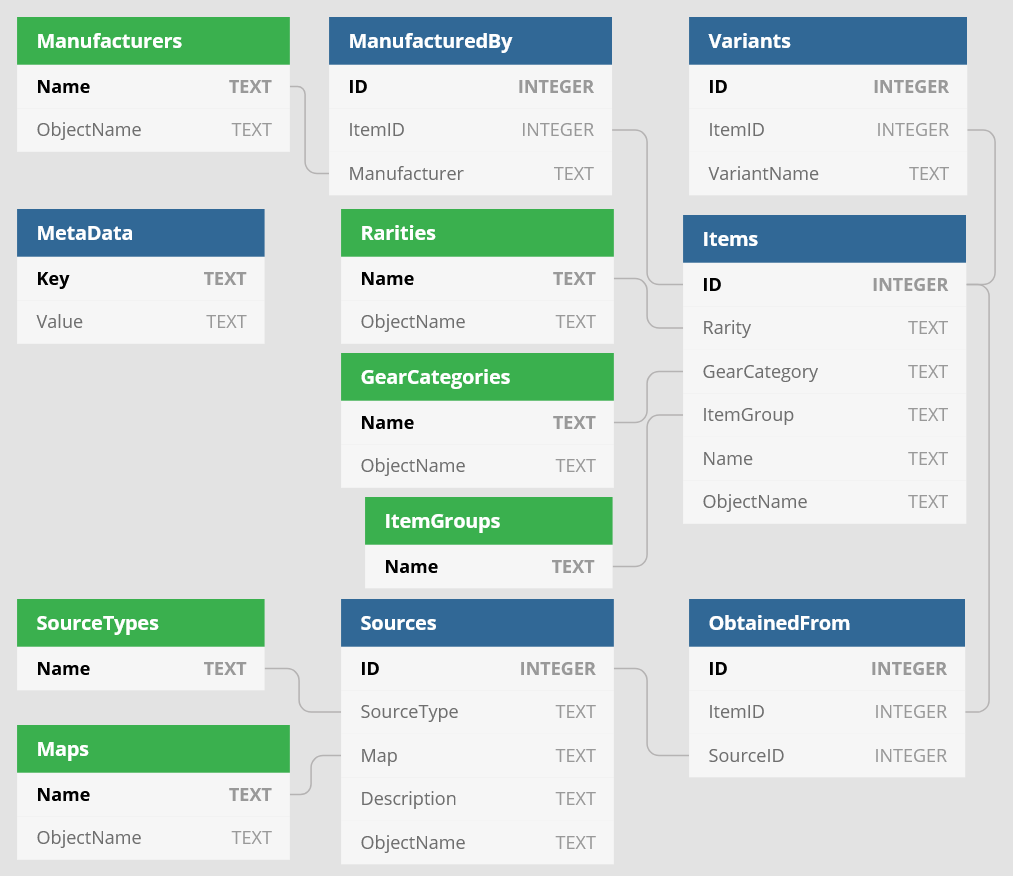 Manufacturers
Name TEXT
ObjectName TEXT
ManufacturedBy
ID INTEGER
ItemID INTEGER
Manufacturer TEXT
Variants
ID INTEGER
ItemID INTEGER
VariantName TEXT
MetaData
Key TEXT
Value TEXT
Rarities
Name TEXT
ObjectName TEXT
Items
ID INTEGER
Rarity TEXT
GearCategory TEXT
ItemGroup TEXT
Name TEXT
ObjectName TEXT
GearCategories
Name TEXT
ObjectName TEXT
ItemGroups
Name TEXT
SourceTypes
Name TEXT
Sources
ID INTEGER
SourceType TEXT
Map TEXT
Description TEXT
ObjectName TEXT
ObtainedFrom
ID INTEGER
ItemID INTEGER
SourceID INTEGER
Maps
Name TEXT
ObjectName TEXT